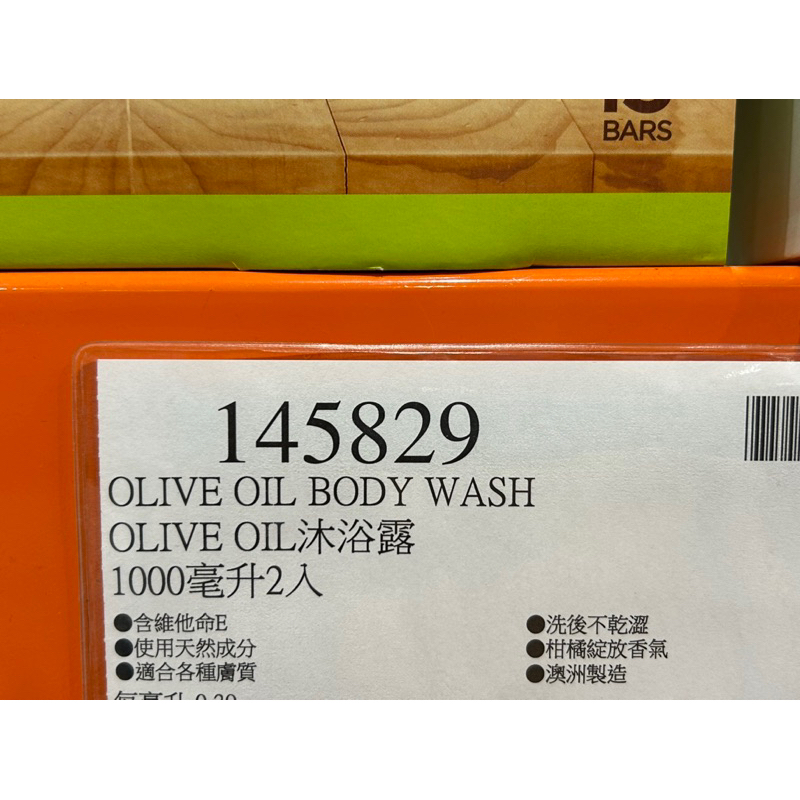 BARS
145829
OLIVE OIL BODY WASH
OLIVE OIL沐浴露
1000毫升2入
●含維他命E
●使用天然成分
●適合各種膚質
●洗後不乾澀
●柑橘綻放香氣
●澳洲製造